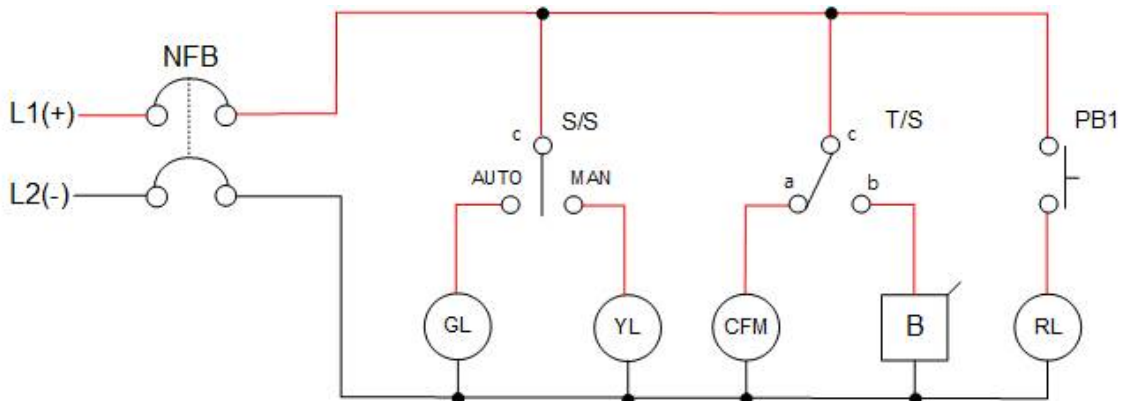 NFB
L1(+)
L2(-)
S/S
c
AUTO
MAN
T/S
c
a
b
PB1
GL
YL
CFM
B
RL